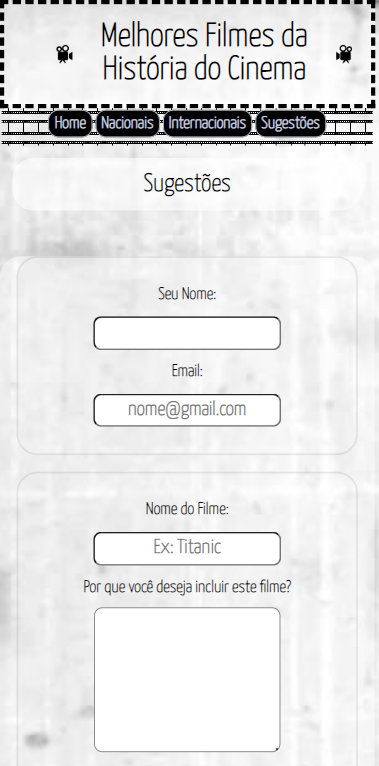 Melhores Filmes da
História do Cinema
Home Nacionais Internacionais Sugestões
Sugestões
Seu Nome:
Email:
nome@gmail.com
Nome do Filme:
Ex: Titanic
Por que você deseja incluir este filme?